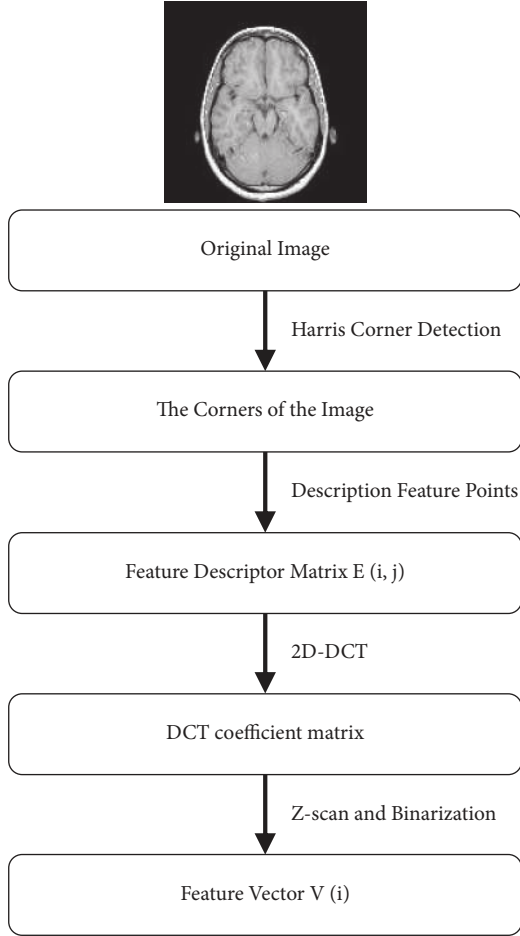 Original Image
Harris Corner Detection
The Corners of the Image
Description Feature Points
Feature Descriptor Matrix E (i, j)
2D-DCT
DCT coefficient matrix
Z-scan and Binarization
Feature Vector V (i)